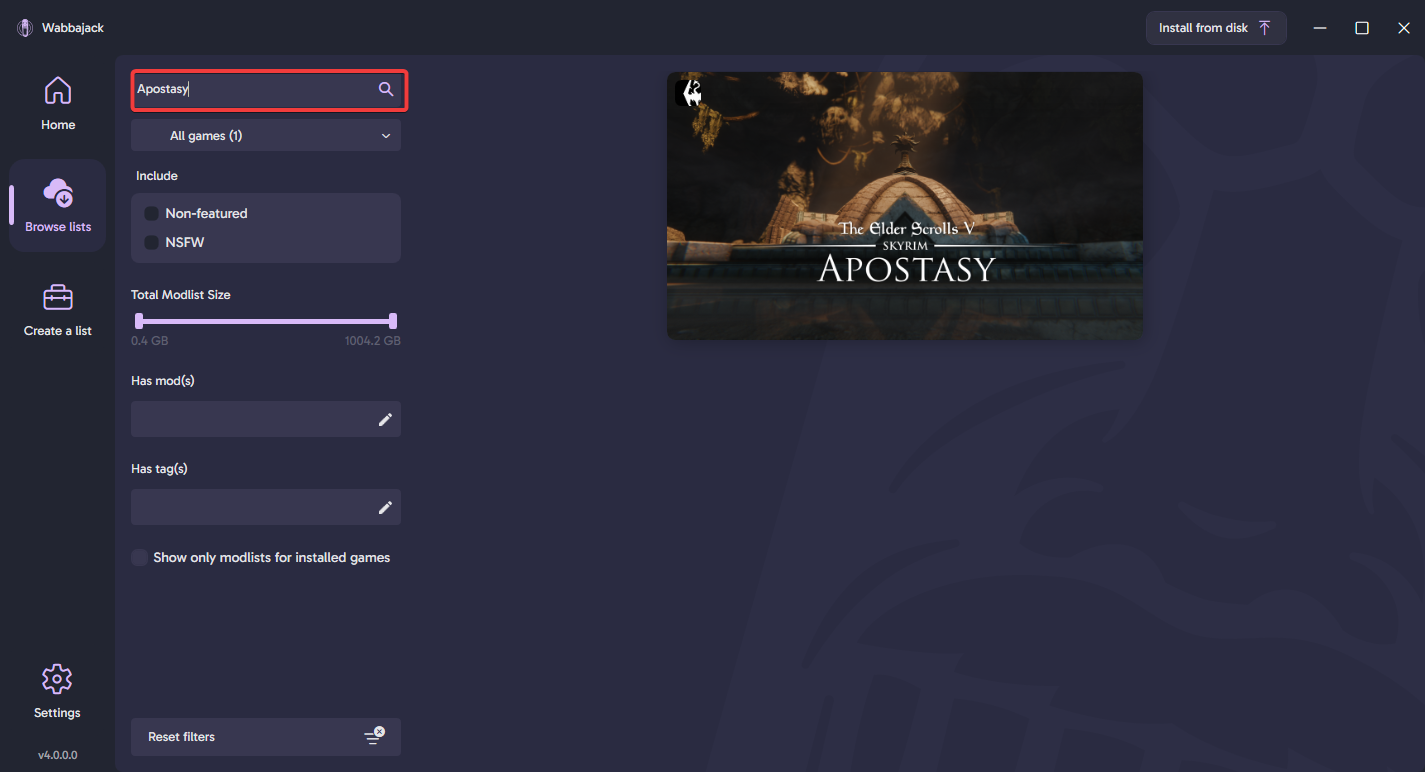 Wabbajack
Install from disk
Home
Browse lists
Create a list
Settings
v4.0.0.0
Apostasy
All games (1)
Include
Non-featured
NSFW
Total Modlist Size
0.4 GB 1004.2 GB
Has mod(s)
Has tag(s)
Show only modlists for installed games
Reset filters
The Elder Scrolls V
SKYRIM
APOSTASY